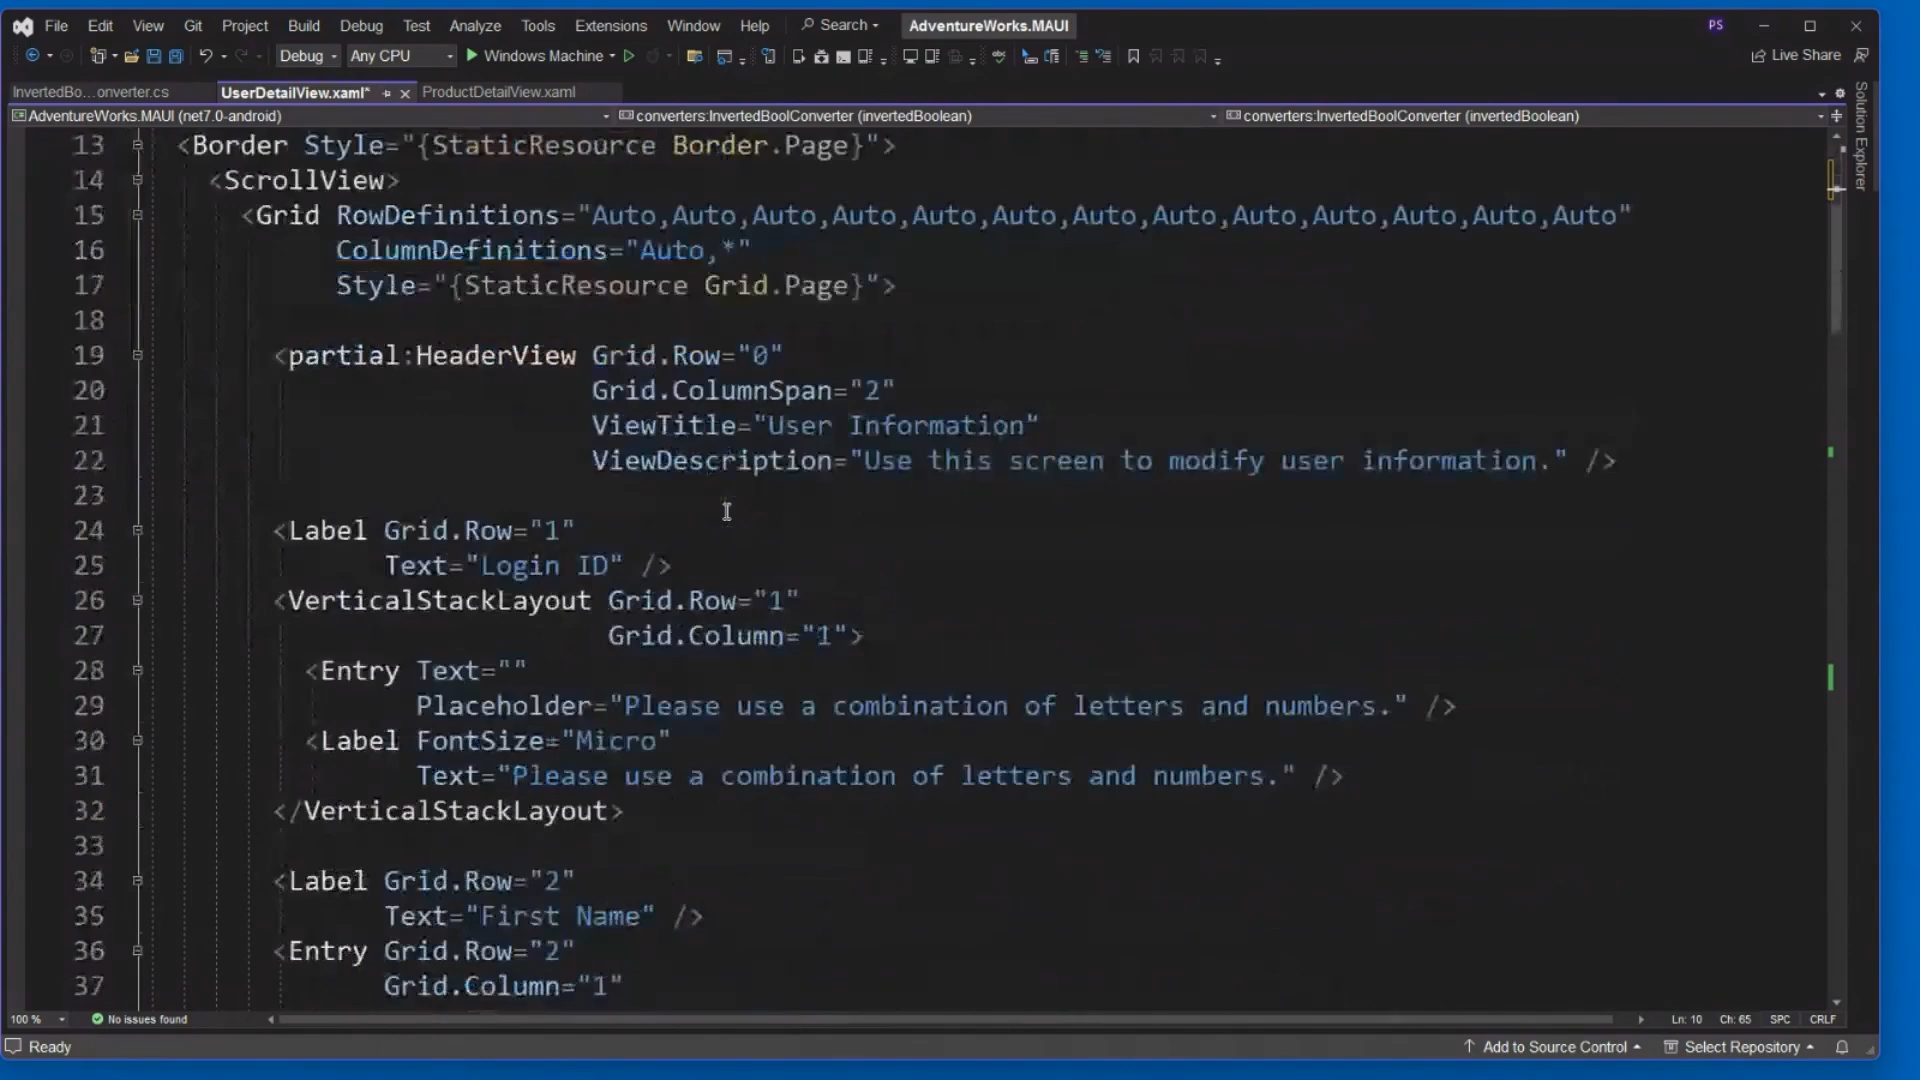 File Edit View Git Project Build Debug Test Analyze Tools Extensions Window Help Search AdventureWorks.MAUI PS
Debug Any CPU Windows Machine Live Share
InvertedBo...onverter.cs UserDetailView.xaml* ProductDetailView.xaml
AdventureWorks.MAUI (net7.0-android) converters:InvertedBoolConverter (invertedBoolean) converters:InvertedBoolConverter (invertedBoolean)
Solution Explorer
13 <Border Style="{StaticResource Border.Page}">
14 <ScrollView>
15 <Grid RowDefinitions="Auto,Auto,Auto,Auto,Auto,Auto,Auto,Auto,Auto,Auto,Auto,Auto,Auto"
16 ColumnDefinitions="Auto,*"
17 Style="{StaticResource Grid.Page}">
18
19 <partial:HeaderView Grid.Row="0"
20 Grid.ColumnSpan="2"
21 ViewTitle="User Information"
22 ViewDescription="Use this screen to modify user information." />
23
24 <Label Grid.Row="1"
25 Text="Login ID" />
26 <VerticalStackLayout Grid.Row="1"
27 Grid.Column="1">
28 <Entry Text=""
29 Placeholder="Please use a combination of letters and numbers." />
30 <Label FontSize="Micro"
31 Text="Please use a combination of letters and numbers." />
32 </VerticalStackLayout>
33
34 <Label Grid.Row="2"
35 Text="First Name" />
36 <Entry Grid.Row="2"
37 Grid.Column="1"
100 % No issues found Ln: 10 Ch: 65 SPC CRLF
Ready Add to Source Control Select Repository